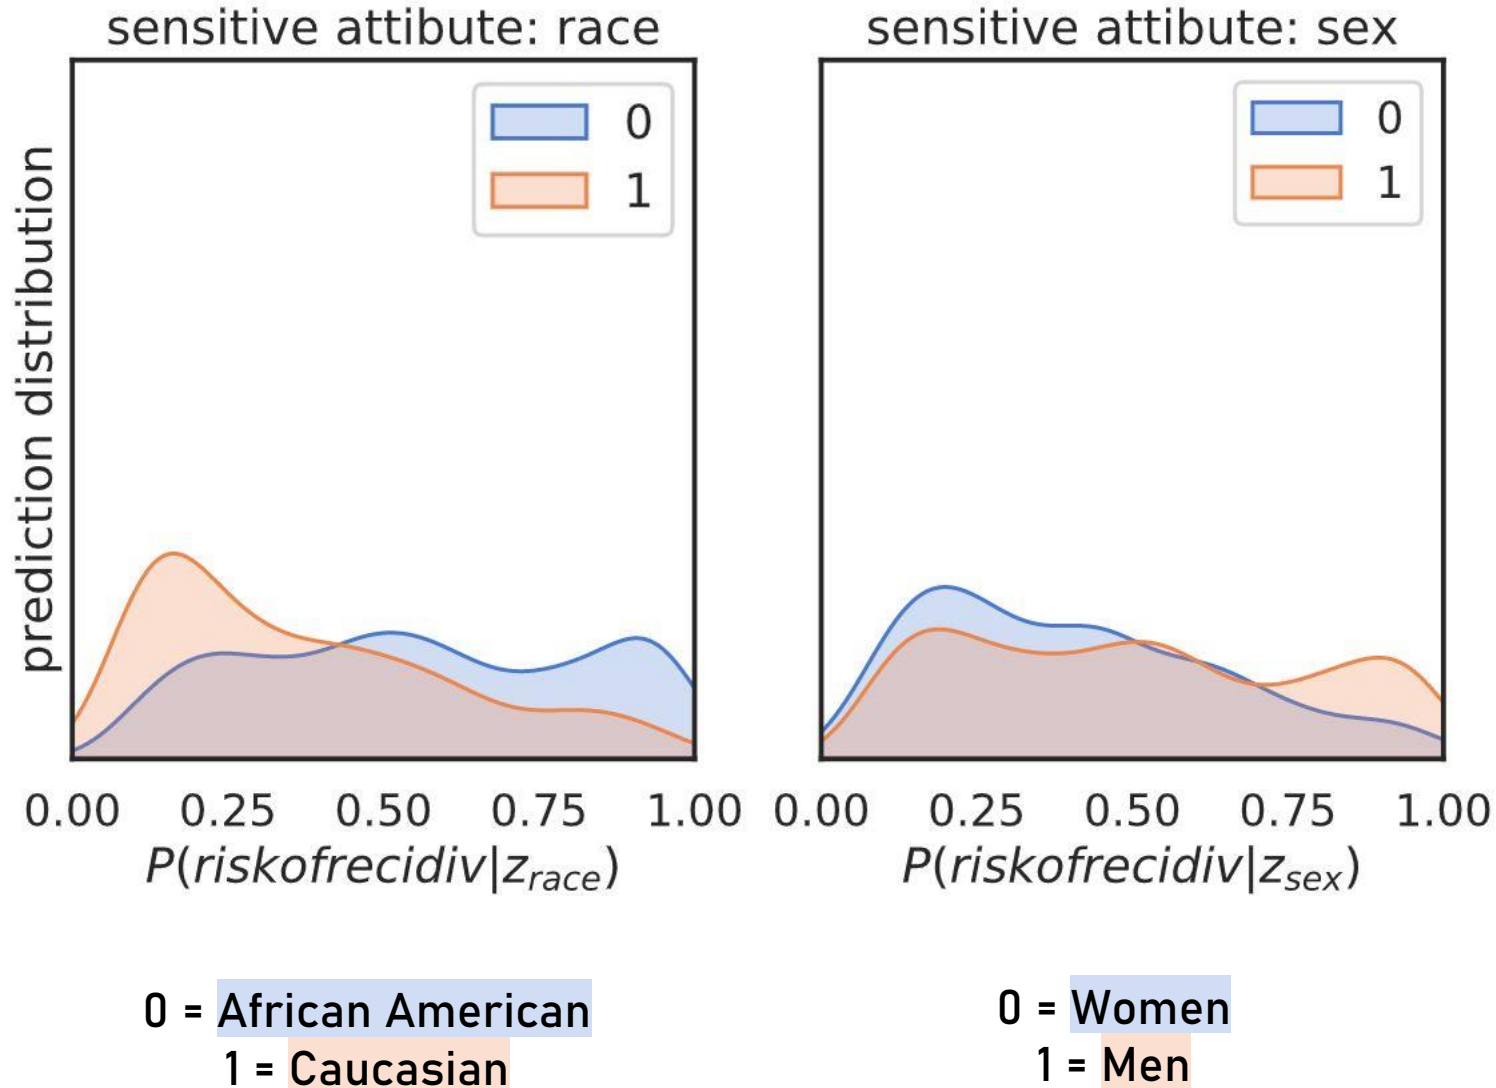 sensitive attibute: race
0
1
prediction distribution
0.00 0.25 0.50 0.75 1.00
P(riskofrecidiv|z_race)
0 = African American
1 = Caucasian
sensitive attibute: sex
0
1
0.00 0.25 0.50 0.75 1.00
P(riskofrecidiv|z_sex)
0 = Women
1 = Men